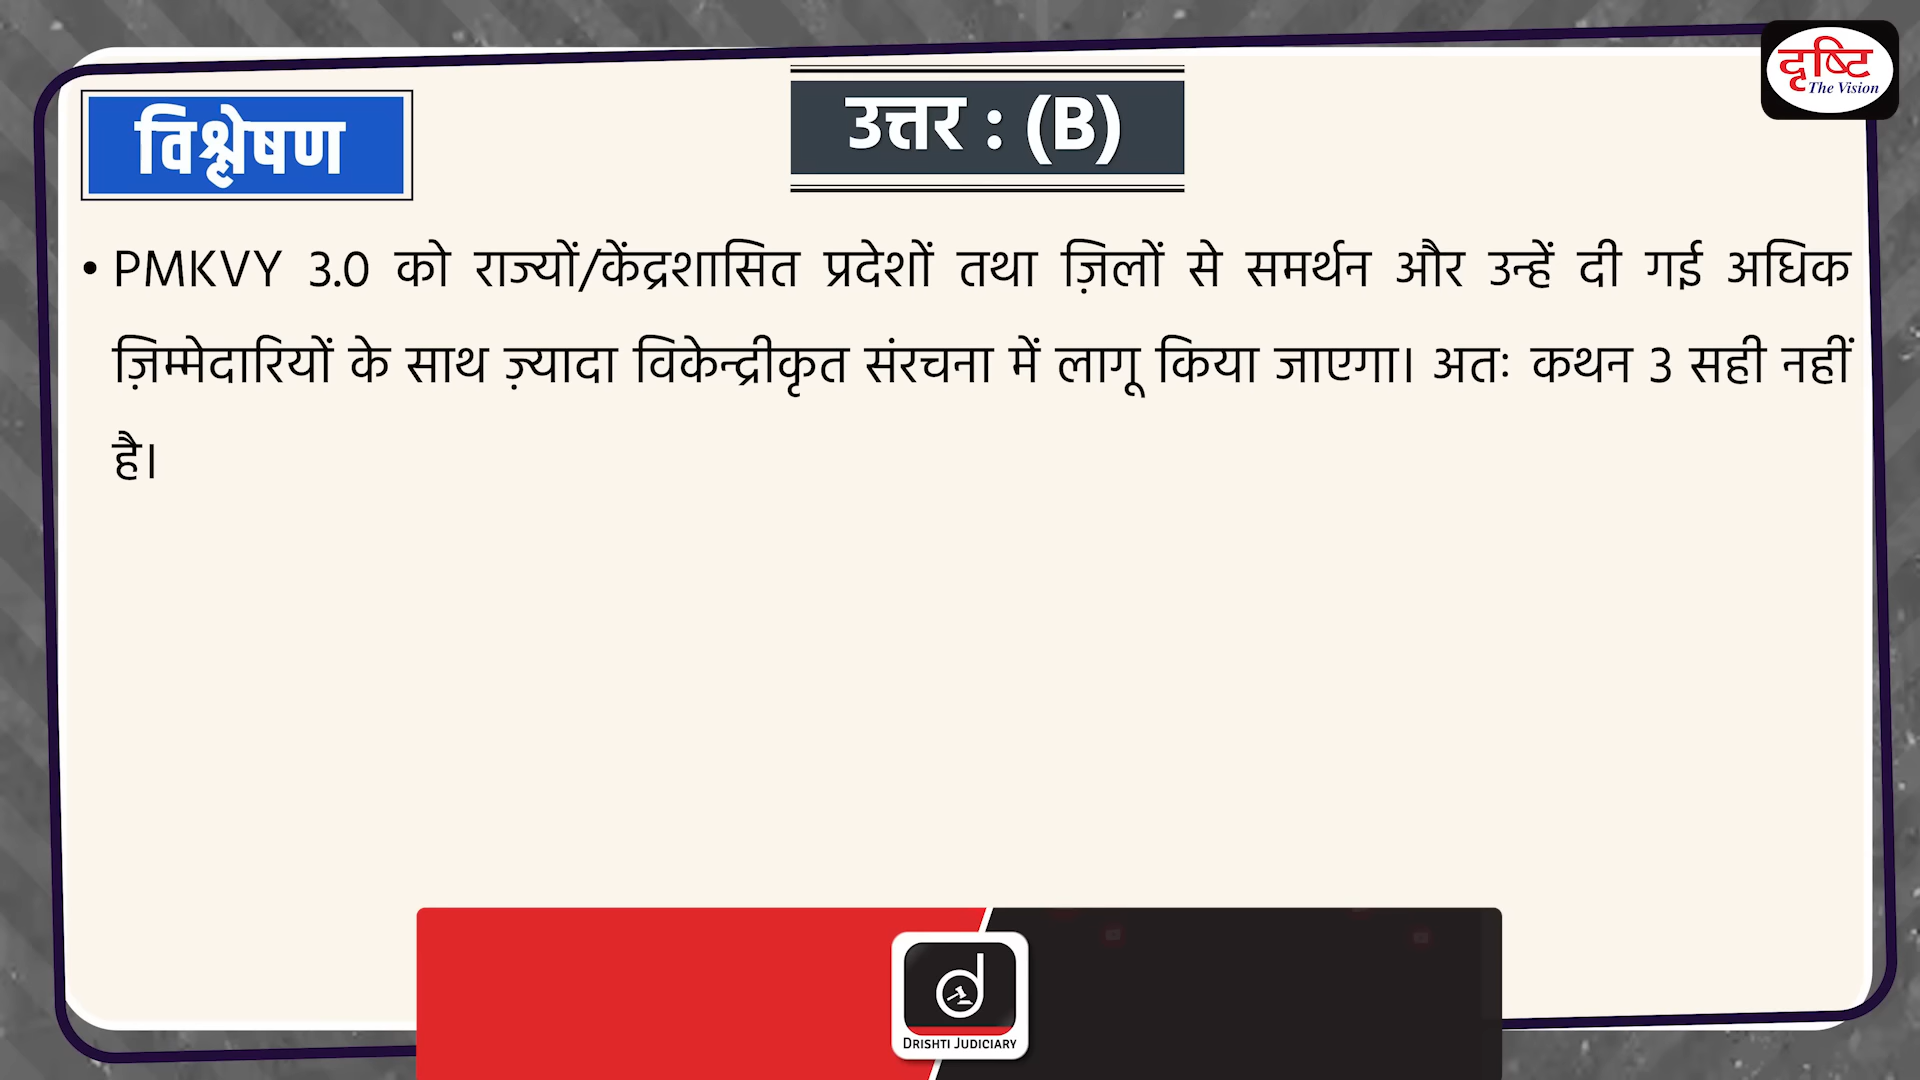 दृष्टि
The Vision
विश्लेषण
उत्तर : (B)
• PMKVY 3.0 को राज्यों/केंद्रशासित प्रदेशों तथा ज़िलों से समर्थन और उन्हें दी गई अधिक
ज़िम्मेदारियों के साथ ज़्यादा विकेन्द्रीकृत संरचना में लागू किया जाएगा। अतः कथन 3 सही नहीं
है।
DRISHTI JUDICIARY